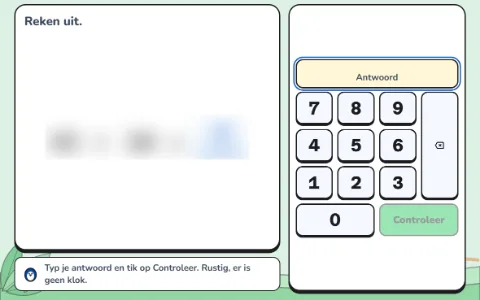 Reken uit.
Antwoord
7 8 9
4 5 6
1 2 3
0 Controleer
Typ je antwoord en tik op Controleer. Rustig, er is
geen klok.